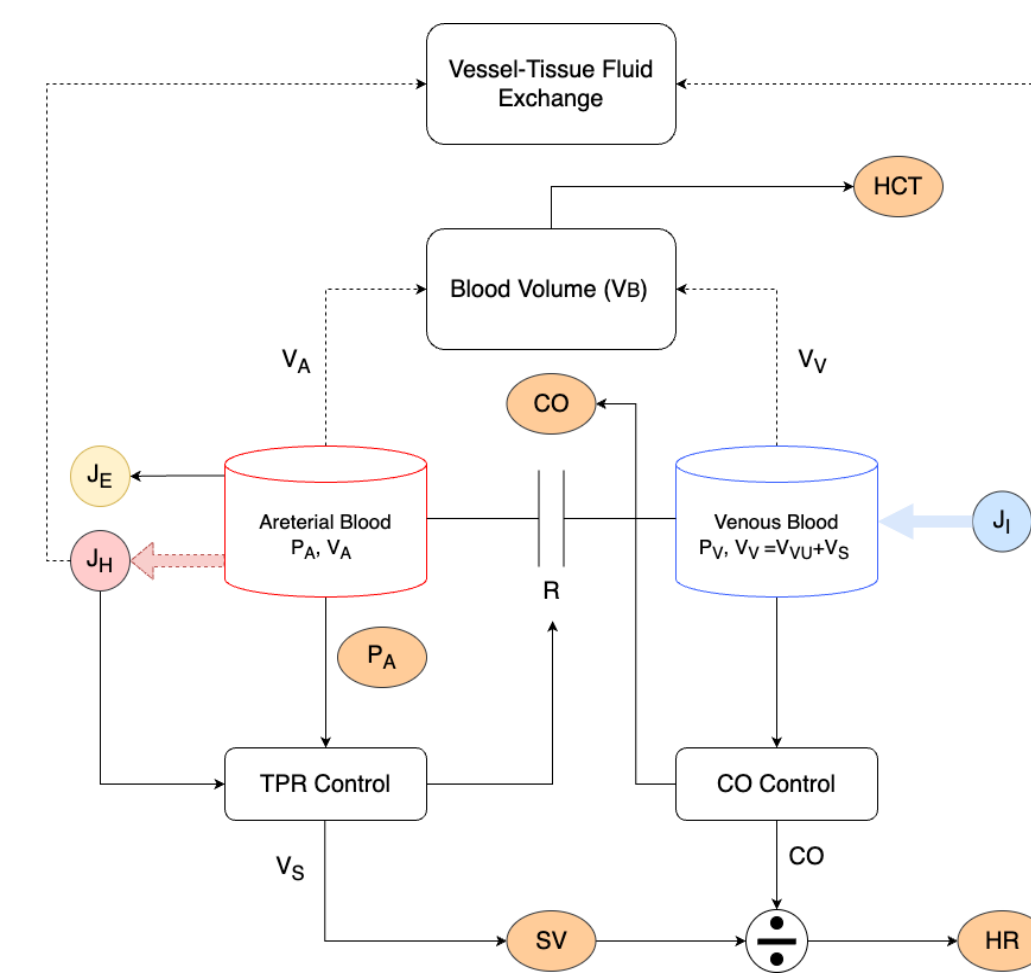 Vessel-Tissue Fluid
Exchange
HCT
Blood Volume (VB)
VA
VV
CO
JE
Areterial Blood
PA, VA
Venous Blood
PV, VV =VVU+VS
JI
JH
R
PA
TPR Control
CO Control
VS
CO
SV
÷
HR